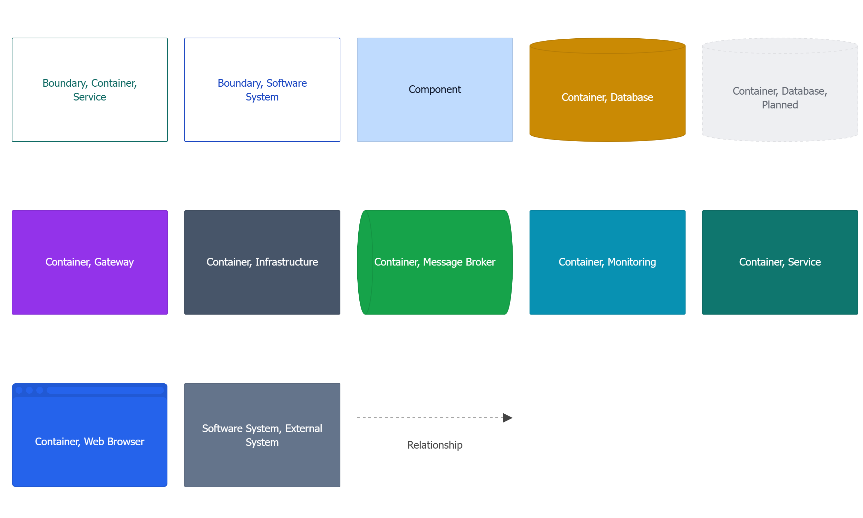 Boundary, Container,
Service
Boundary, Software
System
Component
Container, Database
Container, Database,
Planned
Container, Gateway
Container, Infrastructure
Container, Message Broker
Container, Monitoring
Container, Service
Container, Web Browser
Software System, External
System
Relationship